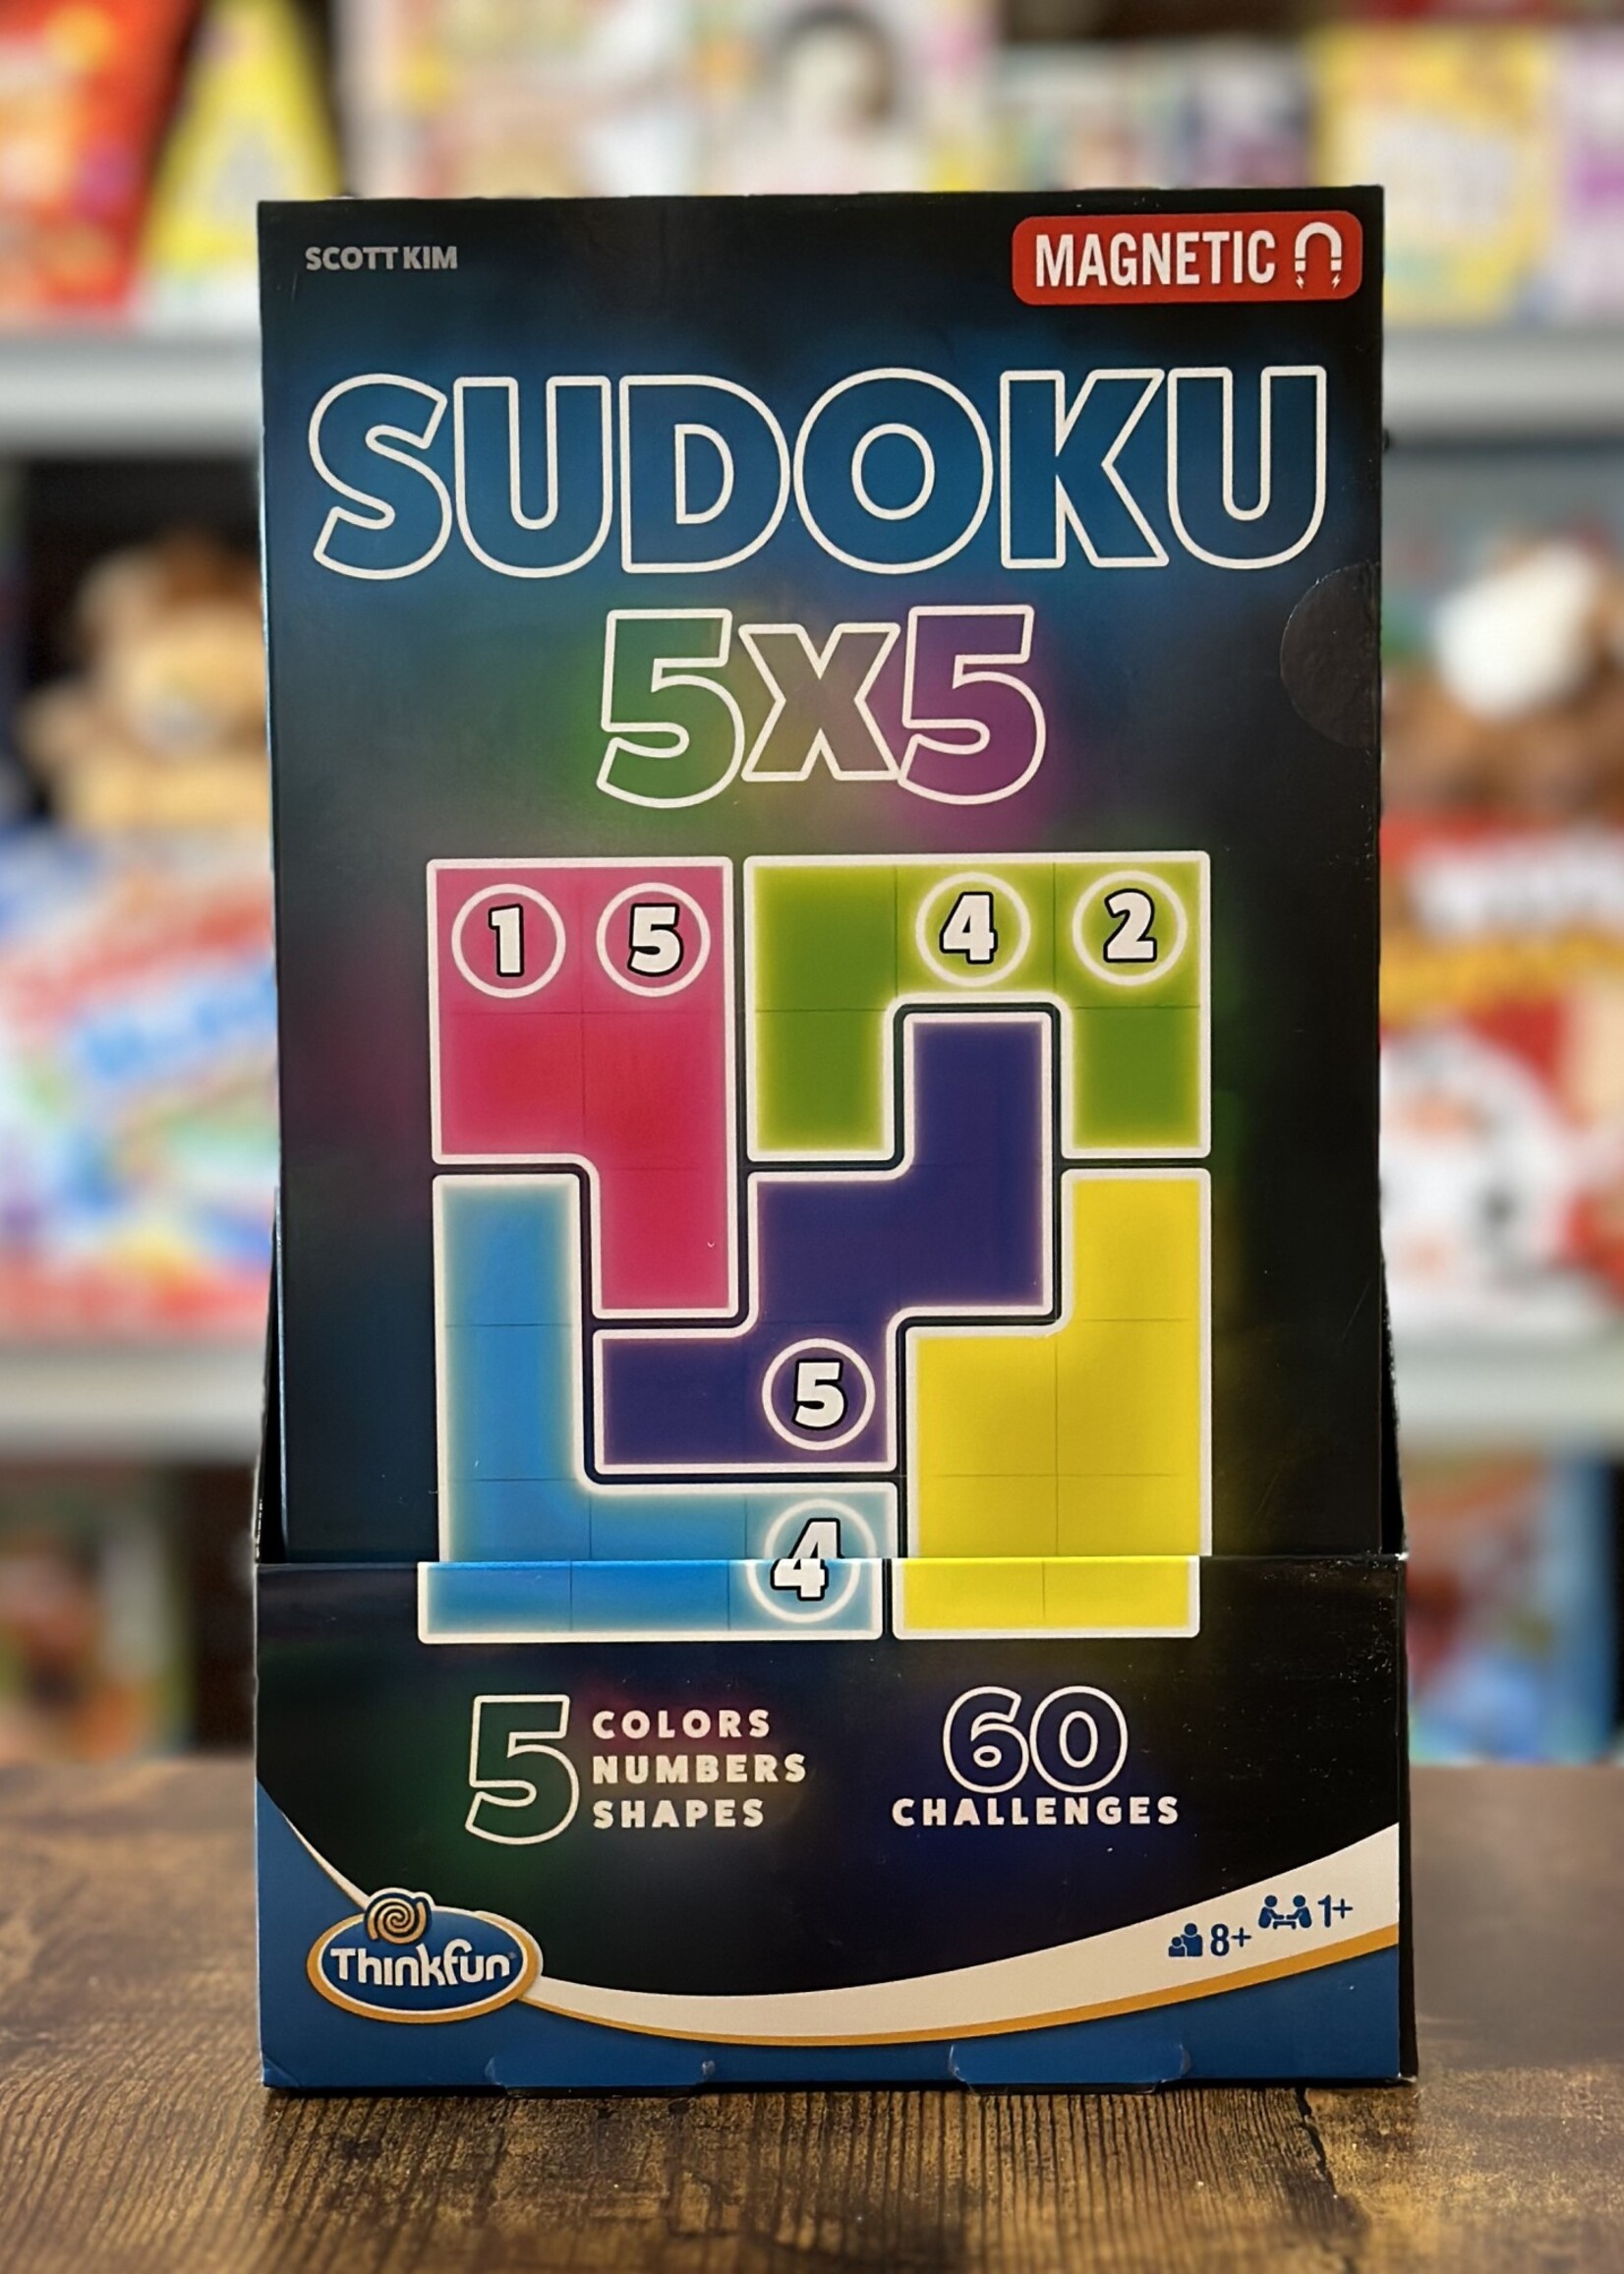 SCOTT KIM
MAGNETIC
SUDOKU
5x5
1 5 4 2
5
4
5 COLORS
NUMBERS
SHAPES
60
CHALLENGES
ThinkFun
8+ 1+